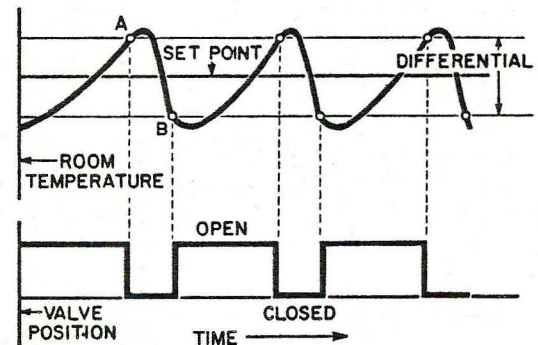 A
SET POINT
DIFFERENTIAL
B
ROOM
TEMPERATURE
OPEN
VALVE
POSITION
CLOSED
TIME